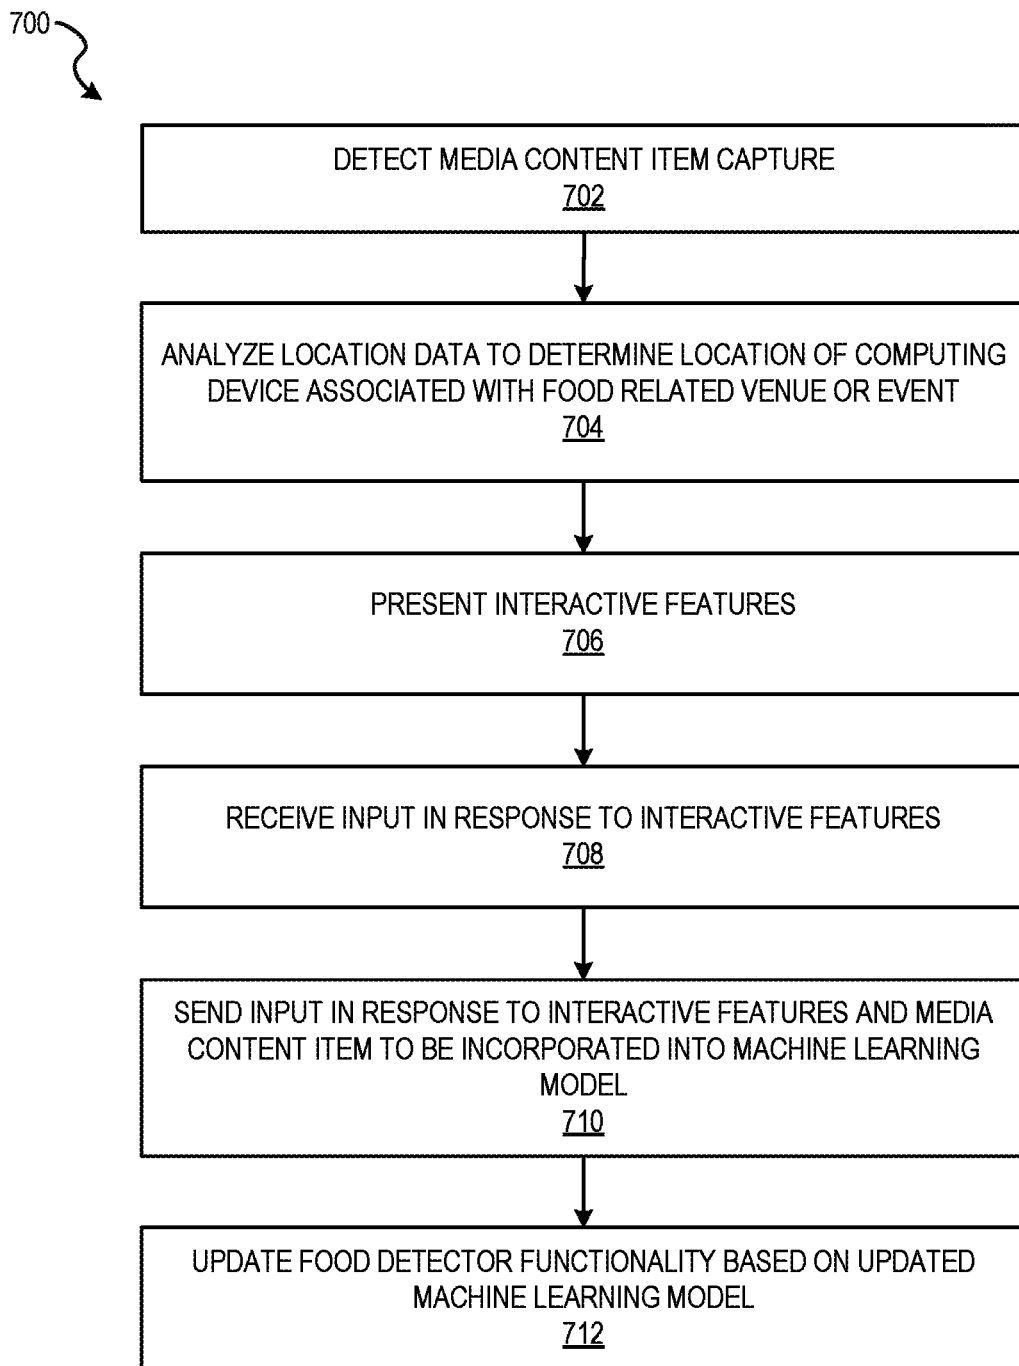 700
DETECT MEDIA CONTENT ITEM CAPTURE
702
ANALYZE LOCATION DATA TO DETERMINE LOCATION OF COMPUTING
DEVICE ASSOCIATED WITH FOOD RELATED VENUE OR EVENT
704
PRESENT INTERACTIVE FEATURES
706
RECEIVE INPUT IN RESPONSE TO INTERACTIVE FEATURES
708
SEND INPUT IN RESPONSE TO INTERACTIVE FEATURES AND MEDIA
CONTENT ITEM TO BE INCORPORATED INTO MACHINE LEARNING
MODEL
710
UPDATE FOOD DETECTOR FUNCTIONALITY BASED ON UPDATED
MACHINE LEARNING MODEL
712